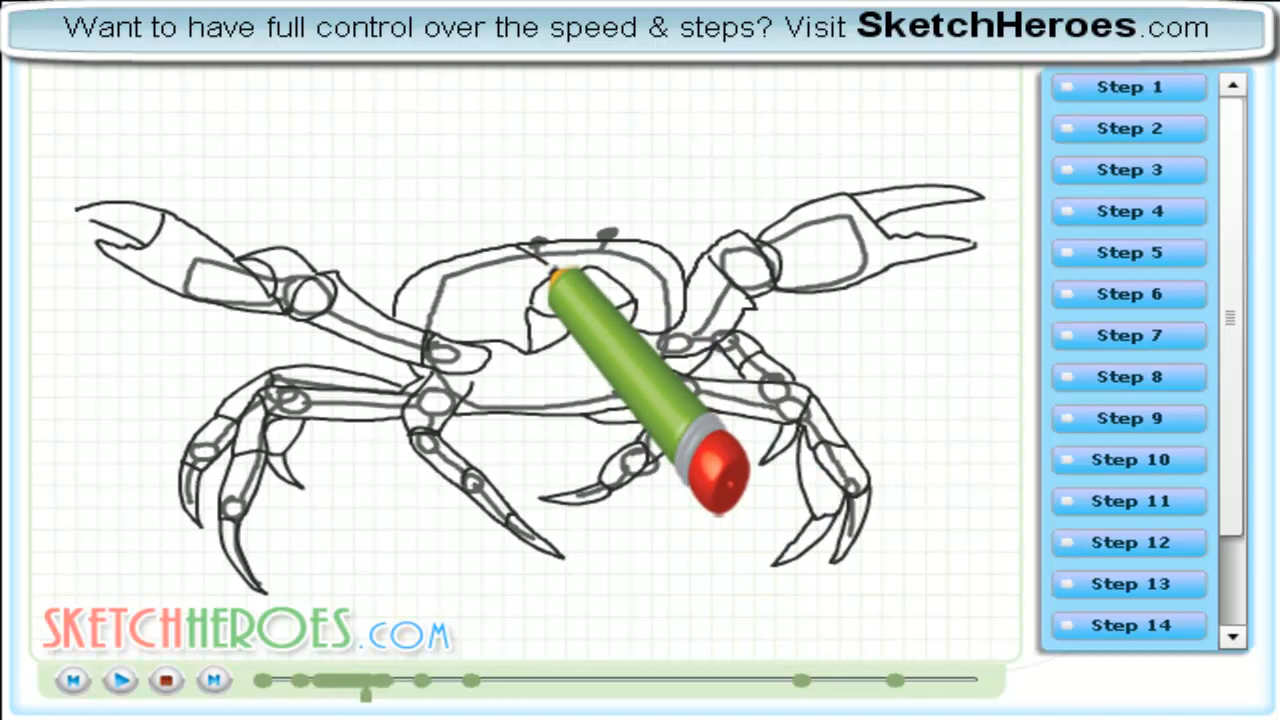 Want to have full control over the speed & steps? Visit SketchHeroes.com
Step 1
Step 2
Step 3
Step 4
Step 5
Step 6
Step 7
Step 8
Step 9
Step 10
Step 11
Step 12
Step 13
Step 14
SKETCHHEROES.COM